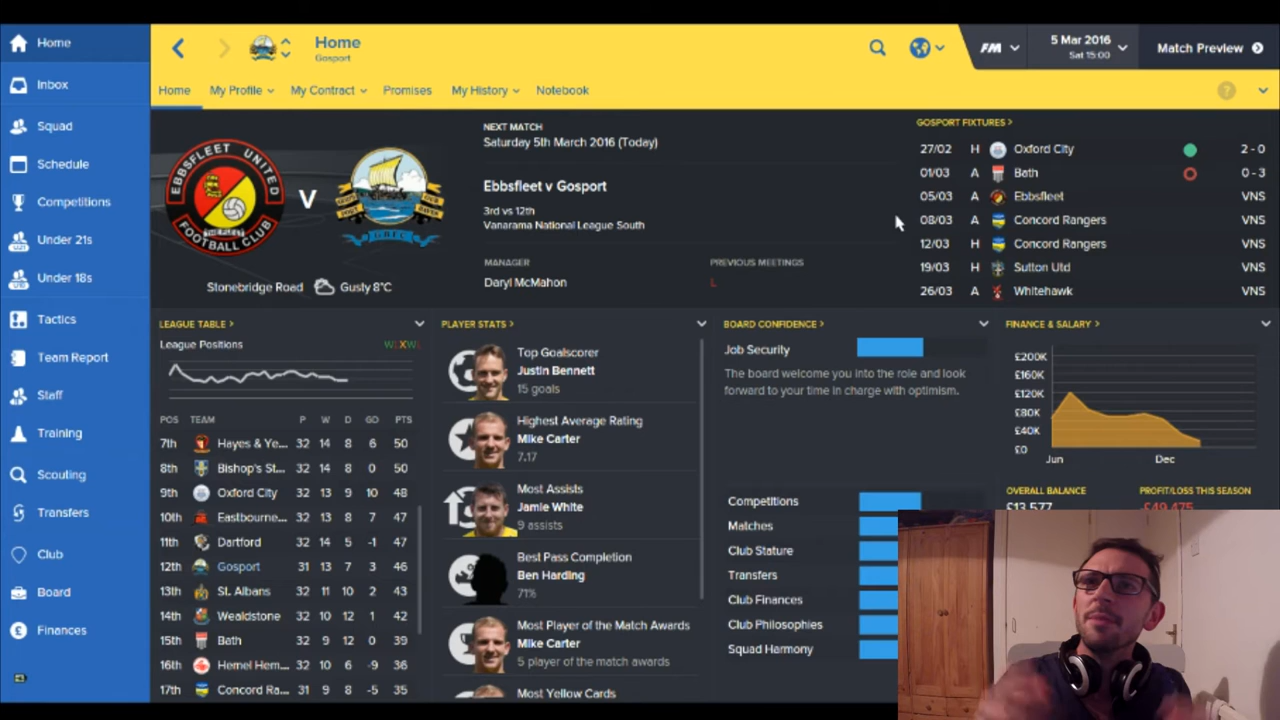 Home
Inbox
Squad
Schedule
Competitions
Under 21s
Under 18s
Tactics
Team Report
Staff
Training
Scouting
Transfers
Club
Board
Finances
Home
Gosport
FM
5 Mar 2016
Sat 15:00
Match Preview
Home My Profile My Contract Promises My History Notebook
EBBSFLEET UNITED
THE FLEET
FOOTBALL CLUB
V
G.B.F.C.
Stonebridge Road Gusty 8°C
NEXT MATCH
Saturday 5th March 2016 (Today)
Ebbsfleet v Gosport
3rd vs 12th
Vanarama National League South
MANAGER
Daryl McMahon
PREVIOUS MEETINGS
L
GOSPORT FIXTURES >
27/02 H Oxford City 2 - 0
01/03 A Bath 0 - 3
05/03 A Ebbsfleet VNS
08/03 A Concord Rangers VNS
12/03 H Concord Rangers VNS
19/03 H Sutton Utd VNS
26/03 A Whitehawk VNS
LEAGUE TABLE >
League Positions WLXWL
POS TEAM P W D GD PTS
7th Hayes & Ye... 32 14 8 6 50
8th Bishop's St... 32 14 8 0 50
9th Oxford City 32 13 9 10 48
10th Eastbourne... 32 13 8 7 47
11th Dartford 32 14 5 -1 47
12th Gosport 31 13 7 3 46
13th St. Albans 32 11 10 2 43
14th Wealdstone 32 10 12 1 42
15th Bath 32 9 12 0 39
16th Hemel Hem... 32 10 6 -9 36
17th Concord Ra... 31 9 8 -5 35
PLAYER STATS >
Top Goalscorer
Justin Bennett
15 goals
Highest Average Rating
Mike Carter
7.17
Most Assists
Jamie White
9 assists
Best Pass Completion
Ben Harding
71%
Most Player of the Match Awards
Mike Carter
5 player of the match awards
Most Yellow Cards
BOARD CONFIDENCE >
Job Security
The board welcome you into the role and look
forward to your time in charge with optimism.
Competitions
Matches
Club Stature
Transfers
Club Finances
Club Philosophies
Squad Harmony
FINANCE & SALARY >
£200K
£160K
£120K
£80K
£40K
£0
Jun Dec
OVERALL BALANCE PROFIT/LOSS THIS SEASON
£13,577 -£49,475